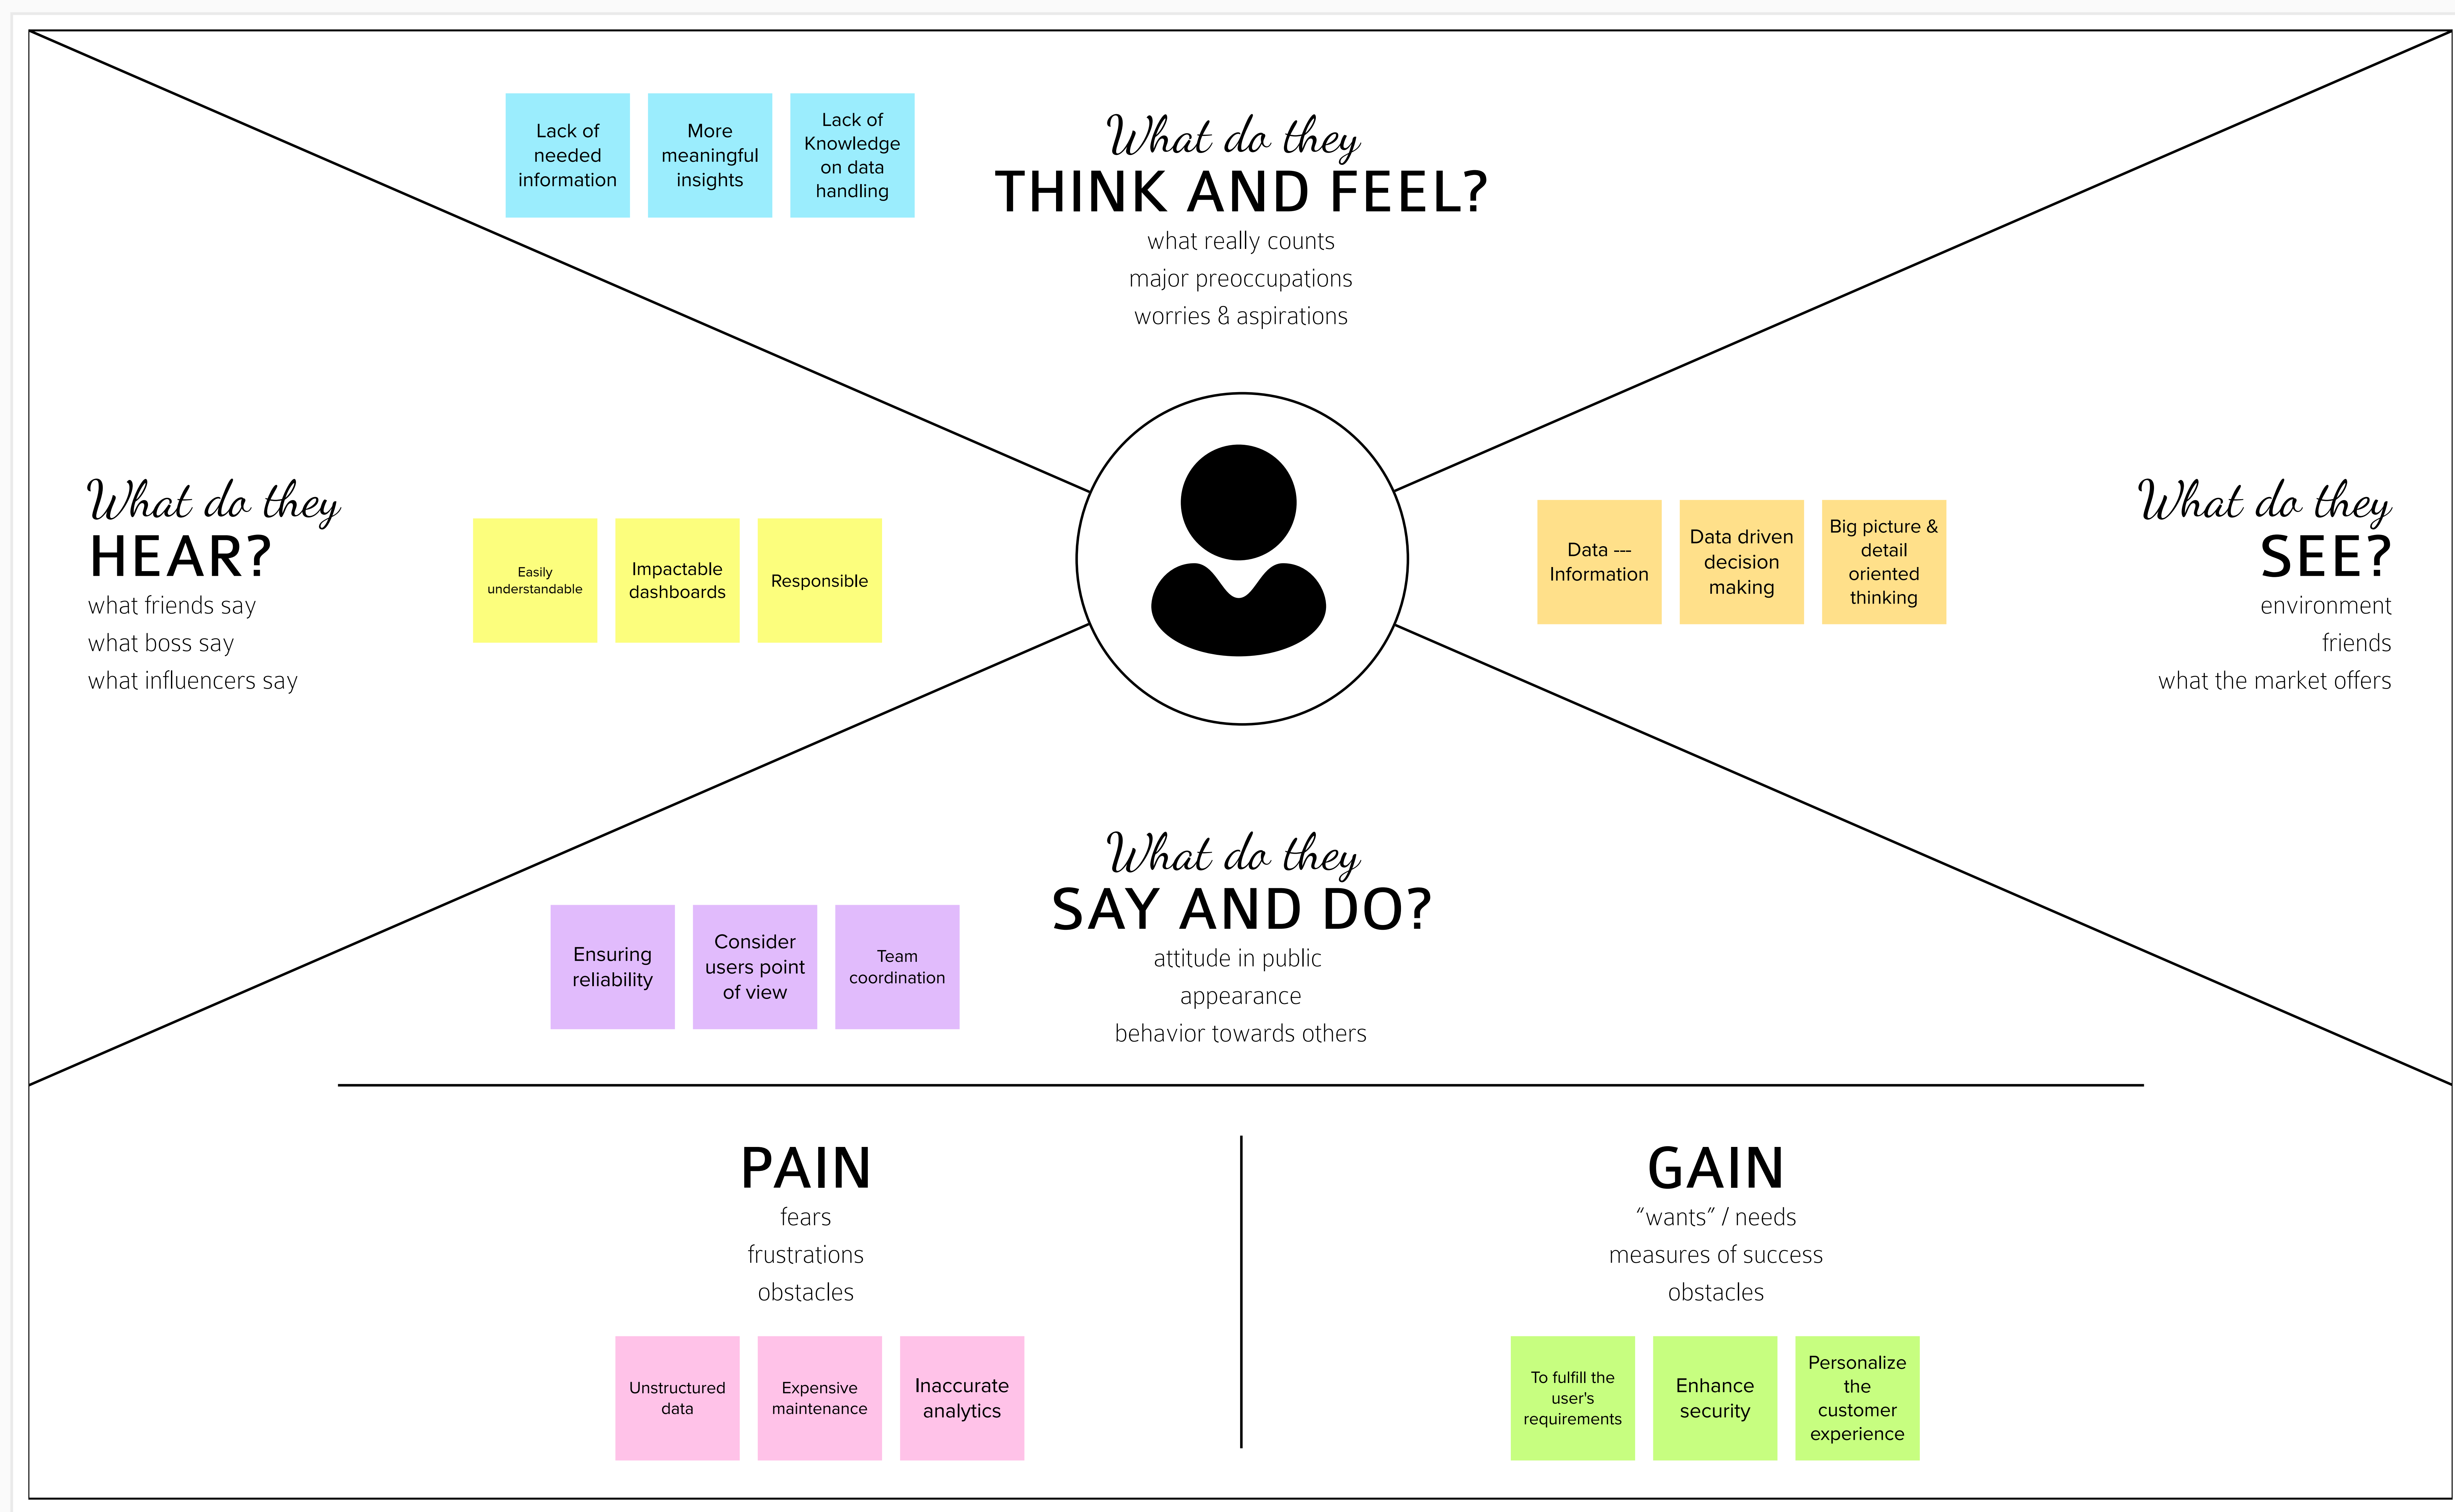 Lack of
needed
information
More
meaningful
insights
Lack of
Knowledge
on data
handling
What do they
THINK AND FEEL?
what really counts
major preoccupations
worries & aspirations
What do they
HEAR?
what friends say
what boss say
what influencers say
Easily
understandable
Impactable
dashboards
Responsible
Data ---
Information
Data driven
decision
making
Big picture &
detail
oriented
thinking
What do they
SEE?
environment
friends
what the market offers
What do they
SAY AND DO?
attitude in public
appearance
behavior towards others
Ensuring
reliability
Consider
users point
of view
Team
coordination
PAIN
fears
frustrations
obstacles
Unstructured
data
Expensive
maintenance
Inaccurate
analytics
GAIN
“wants” / needs
measures of success
obstacles
To fulfill the
user's
requirements
Enhance
security
Personalize
the
customer
experience